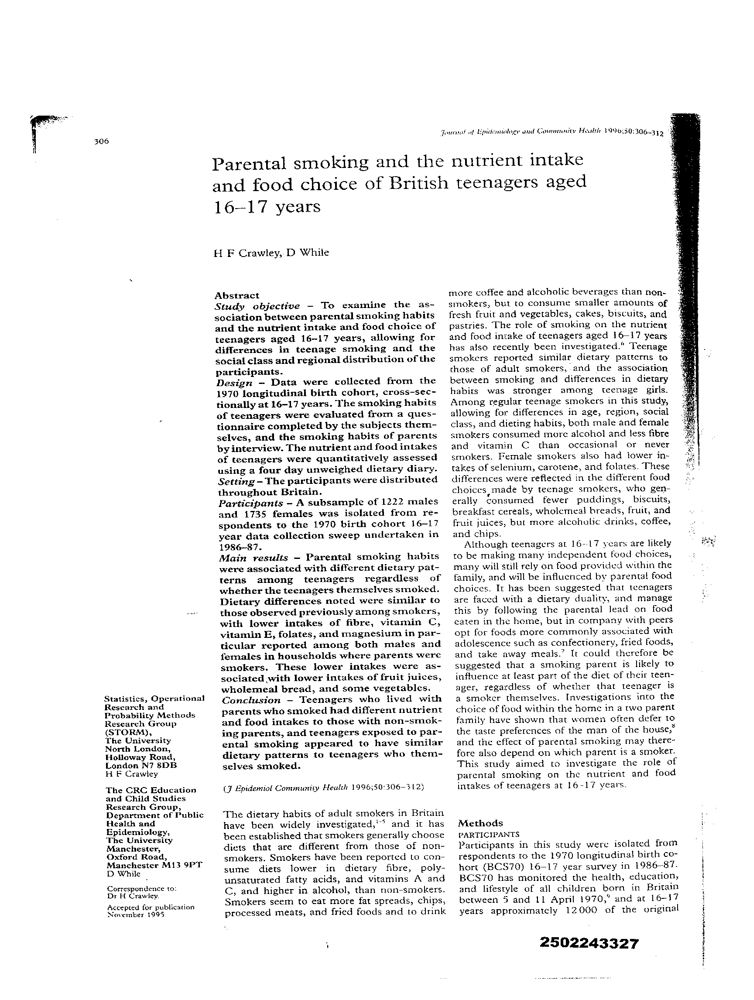 306
Journal of Epidemiology and Community Health 1996;50:306–312
Parental smoking and the nutrient intake
and food choice of British teenagers aged
16–17 years
H F Crawley, D While
Abstract
Study objective – To examine the as-
sociation between parental smoking habits
and the nutrient intake and food choice of
teenagers aged 16–17 years, allowing for
differences in teenage smoking and the
social class and regional distribution of the
participants.
Design – Data were collected from the
1970 longitudinal birth cohort, cross-sec-
tionally at 16–17 years. The smoking habits
of teenagers were evaluated from a ques-
tionnaire completed by the subjects them-
selves, and the smoking habits of parents
by interview. The nutrient and food intakes
of teenagers were quantitatively assessed
using a four day unweighed dietary diary.
Setting – The participants were distributed
throughout Britain.
Participants – A subsample of 1222 males
and 1735 females was isolated from re-
spondents to the 1970 birth cohort 16–17
year data collection sweep undertaken in
1986–87.
Main results – Parental smoking habits
were associated with different dietary pat-
terns among teenagers regardless of
whether the teenagers themselves smoked.
Dietary differences noted were similar to
those observed previously among smokers,
with lower intakes of fibre, vitamin C,
vitamin E, folates, and magnesium in par-
ticular reported among both males and
females in households where parents were
smokers. These lower intakes were as-
sociated with lower intakes of fruit juices,
wholemeal bread, and some vegetables.
Conclusion – Teenagers who lived with
parents who smoked had different nutrient
and food intakes to those with non-smok-
ing parents, and teenagers exposed to par-
ental smoking appeared to have similar
dietary patterns to teenagers who them-
selves smoked.
(J Epidemiol Community Health 1996;50:306–312)
Statistics, Operational
Research and
Probability Methods
Research Group
(STORM),
The University
North London,
Holloway Road,
London N7 8DB
H F Crawley
The CRC Education
and Child Studies
Research Group,
Department of Public
Health and
Epidemiology,
The University
Manchester,
Oxford Road,
Manchester M13 9PT
D While
Correspondence to:
Dr H Crawley.
Accepted for publication
November 1995
The dietary habits of adult smokers in Britain
have been widely investigated,1-5 and it has
been established that smokers generally choose
diets that are different from those of non-
smokers. Smokers have been reported to con-
sume diets lower in dietary fibre, poly-
unsaturated fatty acids, and vitamins A and
C, and higher in alcohol, than non-smokers.
Smokers seem to eat more fat spreads, chips,
processed meats, and fried foods and to drink
more coffee and alcoholic beverages than non-
smokers, but to consume smaller amounts of
fresh fruit and vegetables, cakes, biscuits, and
pastries. The role of smoking on the nutrient
and food intake of teenagers aged 16–17 years
has also recently been investigated.6 Teenage
smokers reported similar dietary patterns to
those of adult smokers, and the association
between smoking and differences in dietary
habits was stronger among teenage girls.
Among regular teenage smokers in this study,
allowing for differences in age, region, social
class, and dieting habits, both male and female
smokers consumed more alcohol and less fibre
and vitamin C than occasional or never
smokers. Female smokers also had lower in-
takes of selenium, carotene, and folates. These
differences were reflected in the different food
choices made by teenage smokers, who gen-
erally consumed fewer puddings, biscuits,
breakfast cereals, wholemeal breads, fruit, and
fruit juices, but more alcoholic drinks, coffee,
and chips.
Although teenagers at 16–17 years are likely
to be making many independent food choices,
many will still rely on food provided within the
family, and will be influenced by parental food
choices. It has been suggested that teenagers
are faced with a dietary duality, and manage
this by following the parental lead on food
eaten in the home, but in company with peers
opt for foods more commonly associated with
adolescence such as confectionery, fried foods,
and take away meals.7 It could therefore be
suggested that a smoking parent is likely to
influence at least part of the diet of their teen-
ager, regardless of whether that teenager is
a smoker themselves. Investigations into the
choice of food within the home in a two parent
family have shown that women often defer to
the taste preferences of the man of the house,8
and the effect of parental smoking may there-
fore also depend on which parent is a smoker.
This study aimed to investigate the role of
parental smoking on the nutrient and food
intakes of teenagers at 16–17 years.
Methods
PARTICIPANTS
Participants in this study were isolated from
respondents to the 1970 longitudinal birth co-
hort (BCS70) 16–17 year survey in 1986–87.
BCS70 has monitored the health, education,
and lifestyle of all children born in Britain
between 5 and 11 April 1970,9 and at 16–17
years approximately 12 000 of the original
2502243327